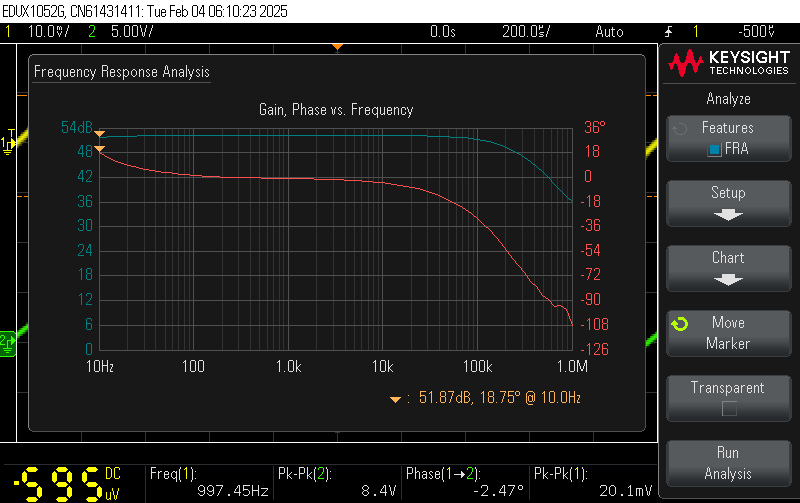 EDUX1052G, CN61431411: Tue Feb 04 06:10:23 2025
1 10.0V/ 2 5.00V/ 0.0s 200.0s/ Auto 1 -500V
KEYSIGHT
TECHNOLOGIES
Frequency Response Analysis
Analyze
Gain, Phase vs. Frequency
Features
FRA
54dB 36°
48 18
42 0
36 -18
30 -36
24 -54
18 -72
12 -90
6 -108
0 -126
10Hz 100 1.0k 10k 100k 1.0M
T
1
2
Setup
Chart
Move
Marker
: 51.87dB, 18.75° @ 10.0Hz
Transparent
Run
Analysis
-595 DC uV
Freq(1): Pk-Pk(2): Phase(1→2): Pk-Pk(1):
997.45Hz 8.4V -2.47° 20.1mV